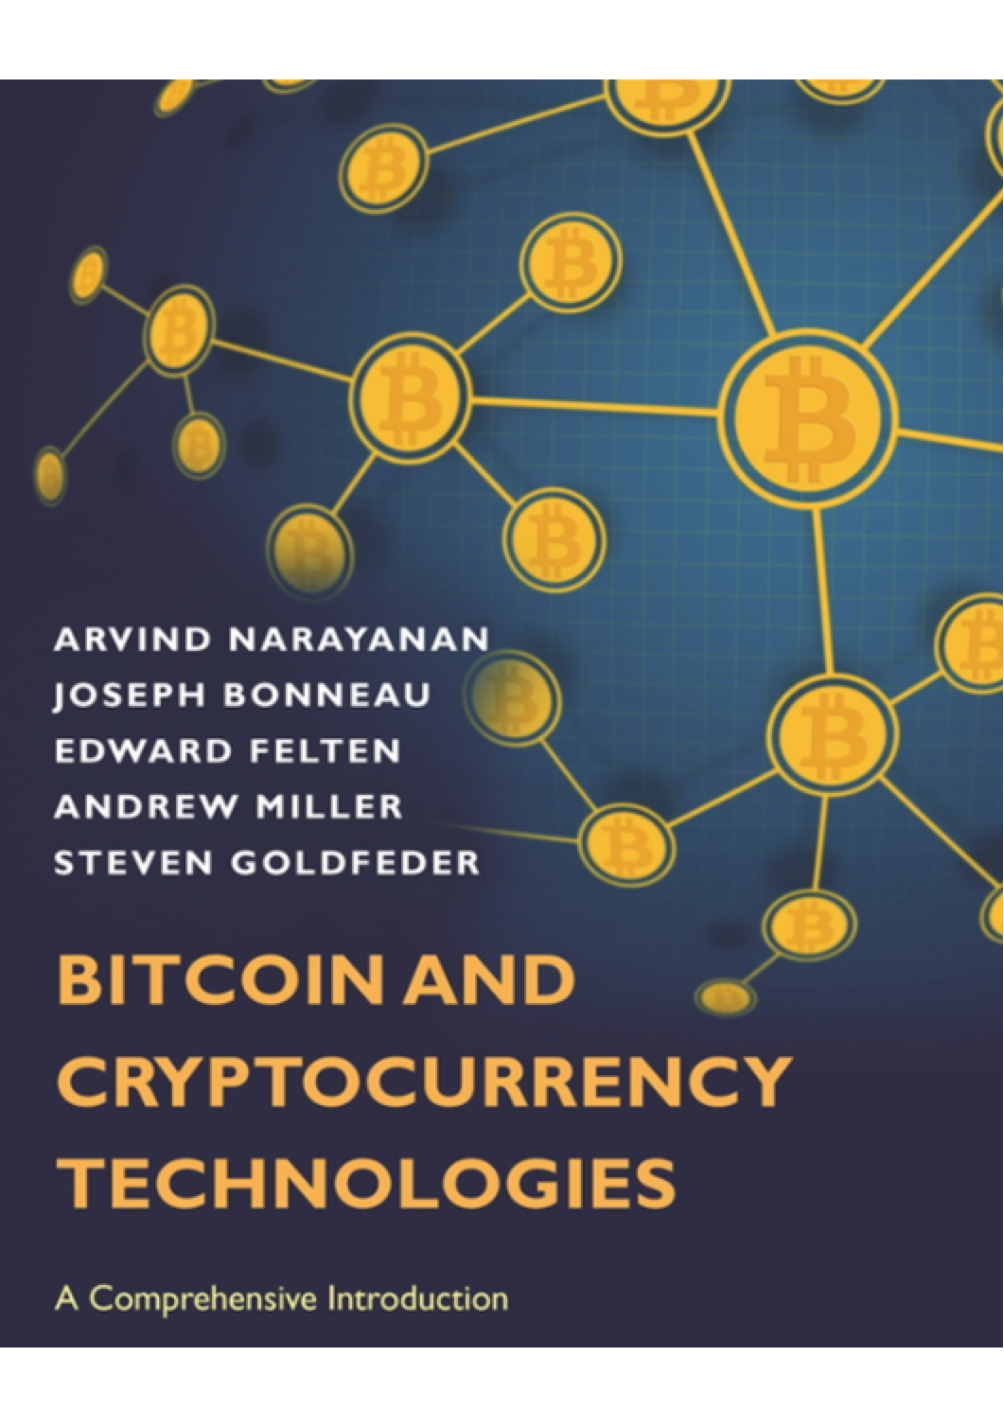 ARVIND NARAYANAN
JOSEPH BONNEAU
EDWARD FELTEN
ANDREW MILLER
STEVEN GOLDFEDER
BITCOIN AND
CRYPTOCURRENCY
TECHNOLOGIES
A Comprehensive Introduction